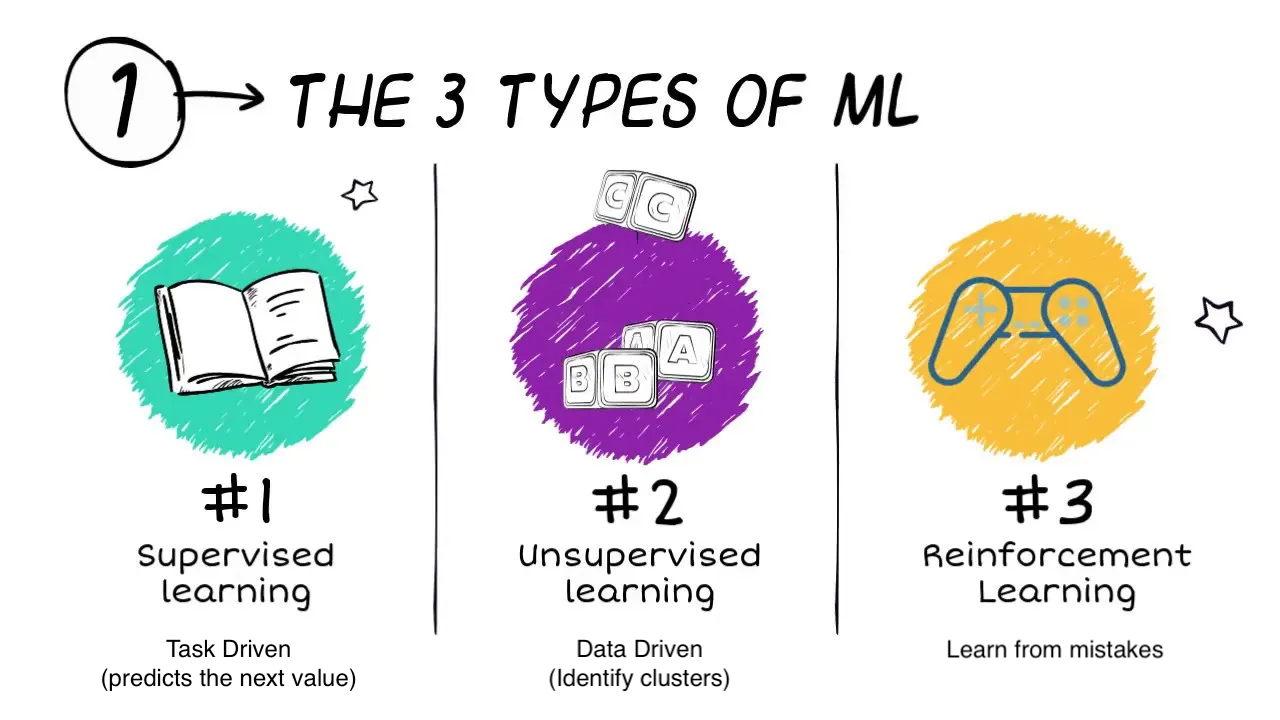 1
THE 3 TYPES OF ML
#1
Supervised
learning
Task Driven
(predicts the next value)
C C
A A
B B
#2
Unsupervised
learning
Data Driven
(Identify clusters)
#3
Reinforcement
Learning
Learn from mistakes